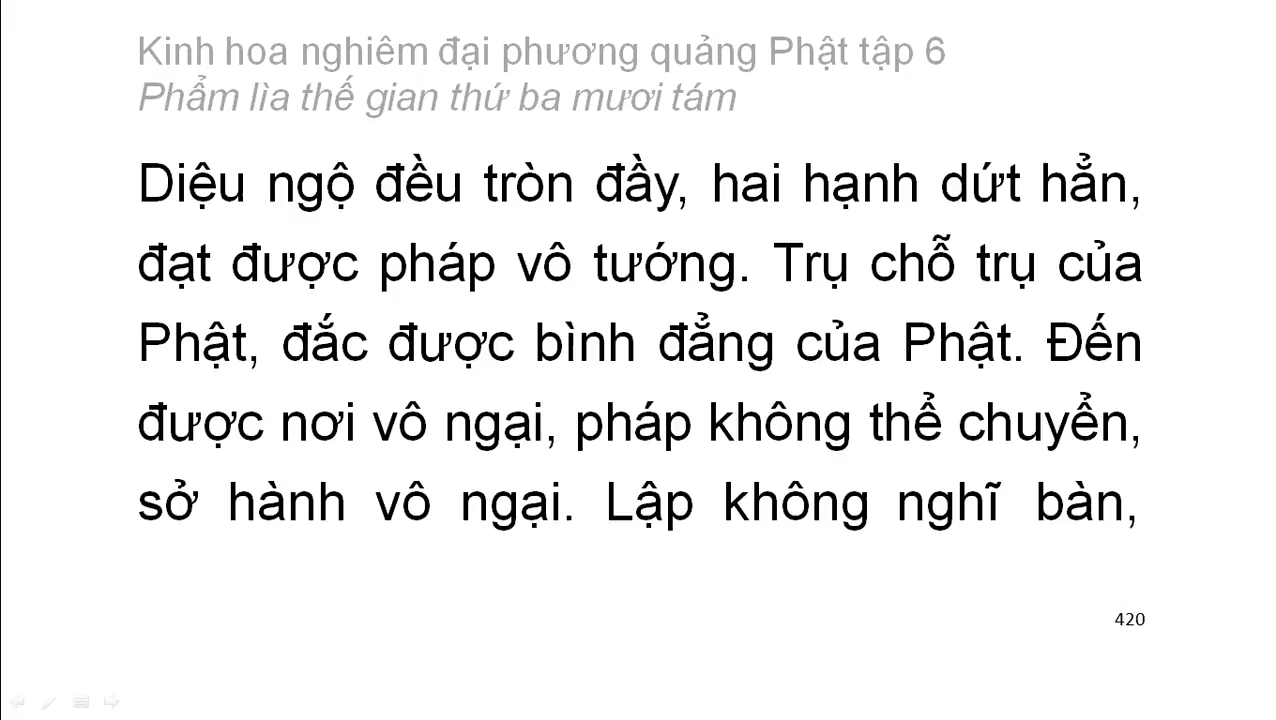 Kinh hoa nghiêm đại phương quảng Phật tập 6
Phẩm lìa thế gian thứ ba mươi tám
Diệu ngộ đều tròn đầy, hai hạnh dứt hẳn,
đạt được pháp vô tướng. Trụ chỗ trụ của
Phật, đắc được bình đẳng của Phật. Đến
được nơi vô ngại, pháp không thể chuyển,
sở hành vô ngại. Lập không nghĩ bàn,
420